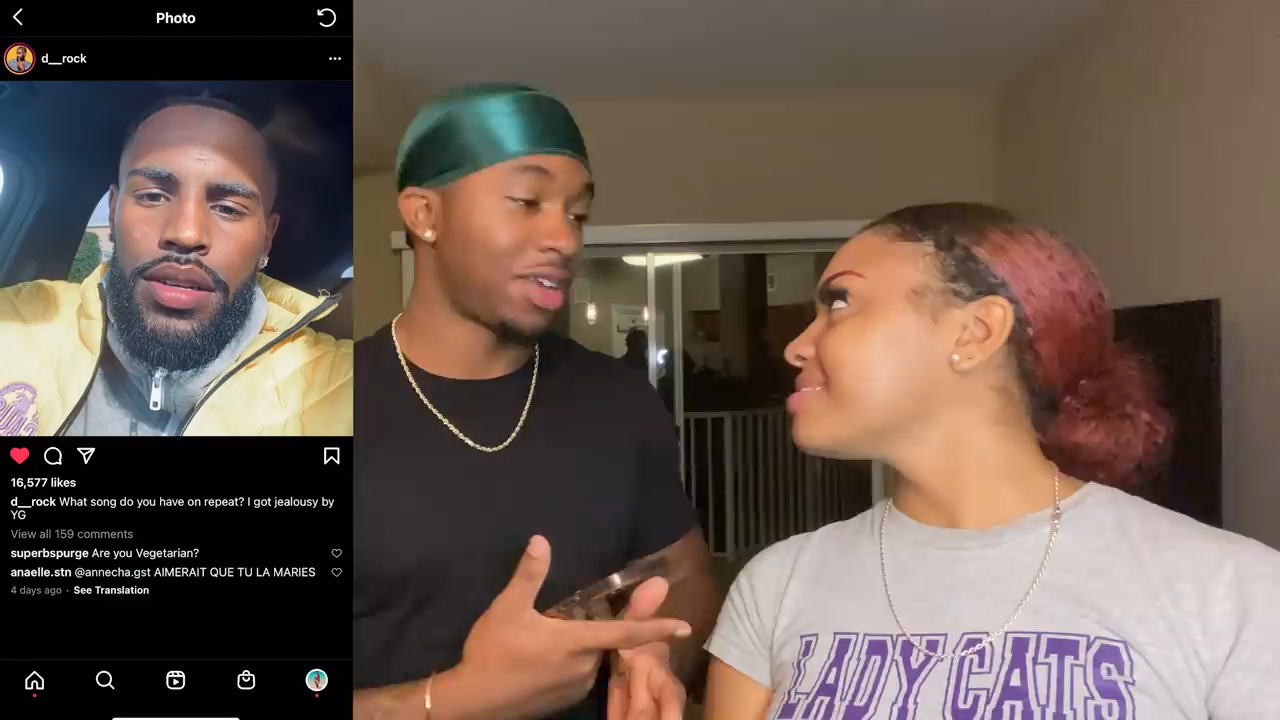 Photo
d__rock
16,577 likes
d__rock What song do you have on repeat? I got jealousy by
YG
View all 159 comments
superbspurge Are you Vegetarian?
anaelle.stn @annecha.gst AIMERAIT QUE TU LA MARIES
4 days ago · See Translation
LADY CATS